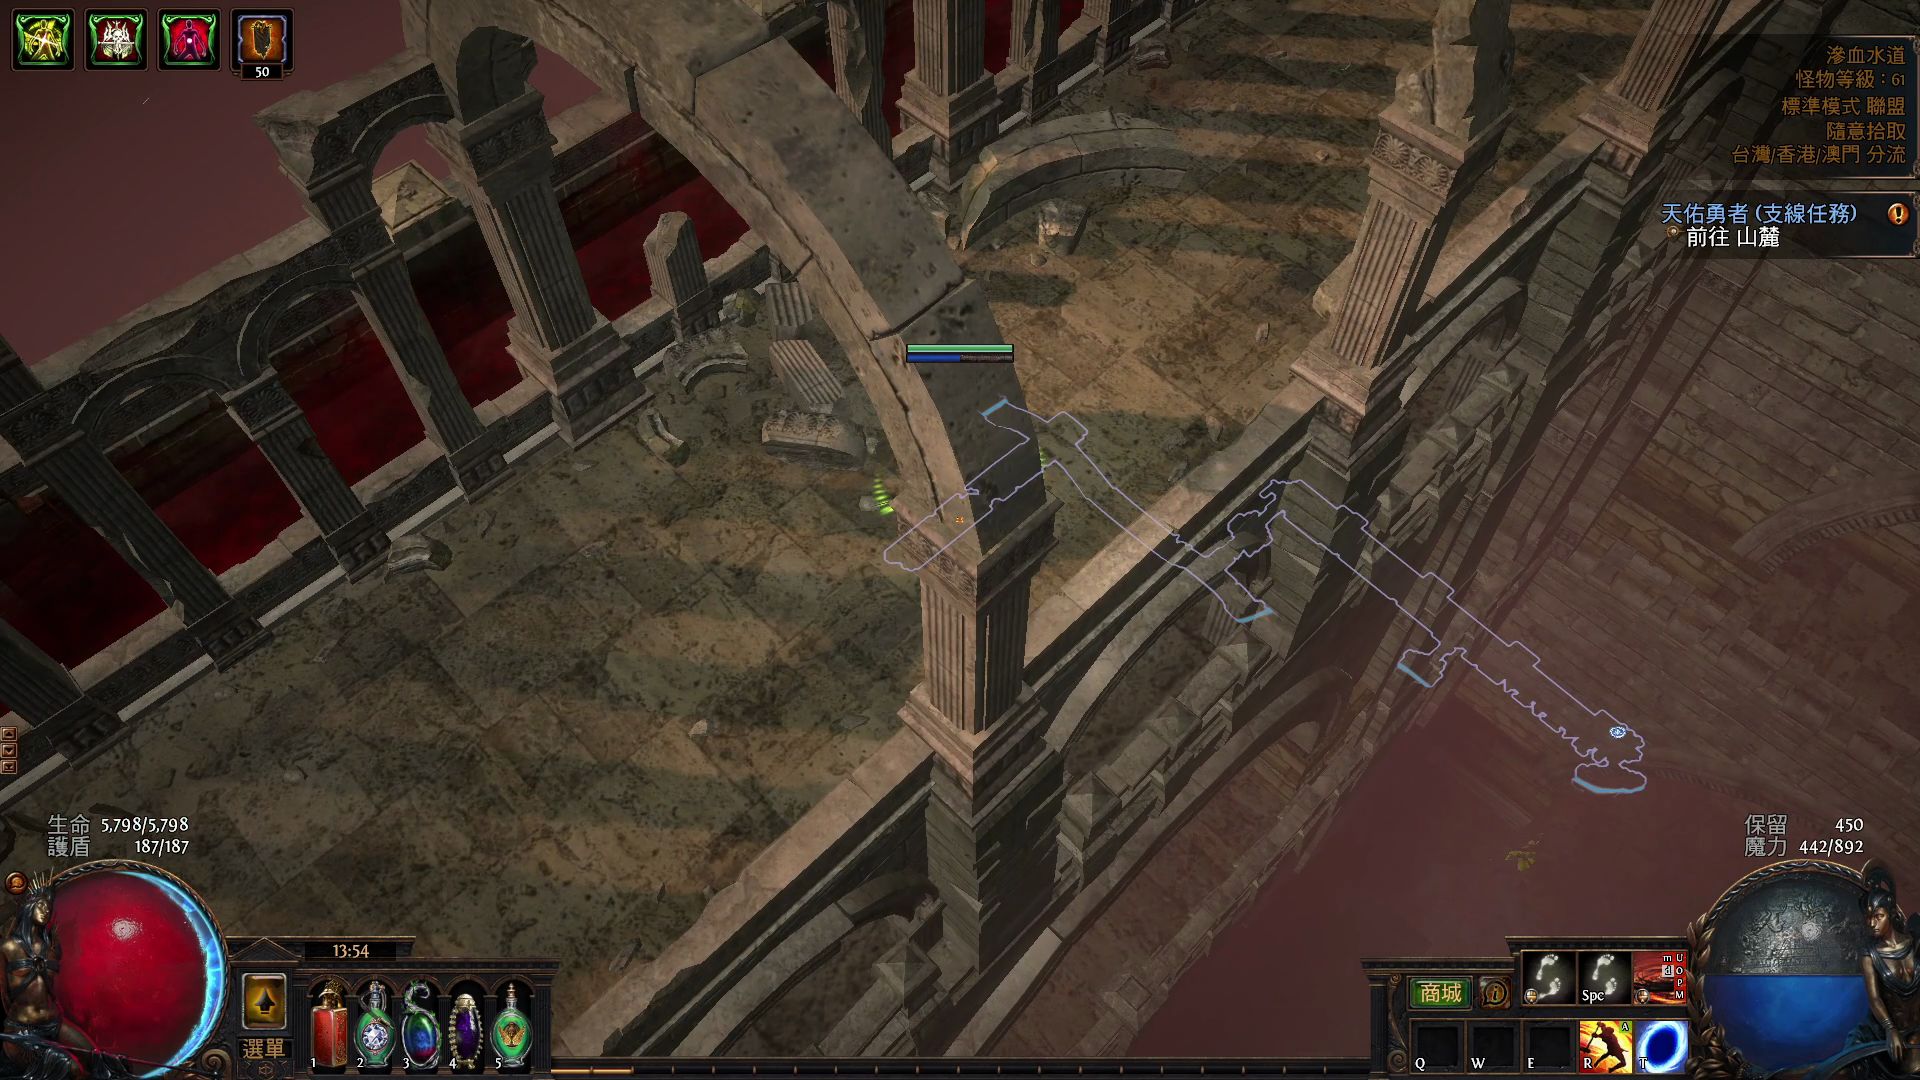 50
滲血水道
怪物等級：61
標準模式 聯盟
隨意拾取
台灣/香港/澳門 分流
天佑勇者 (支線任務)
前往 山麓
生命 5,798/5,798
護盾 187/187
保留 450
魔力 442/892
13:54
選單
1 2 3 4 5
商城
Spc
m U
d O
P
M
Q W E R A T